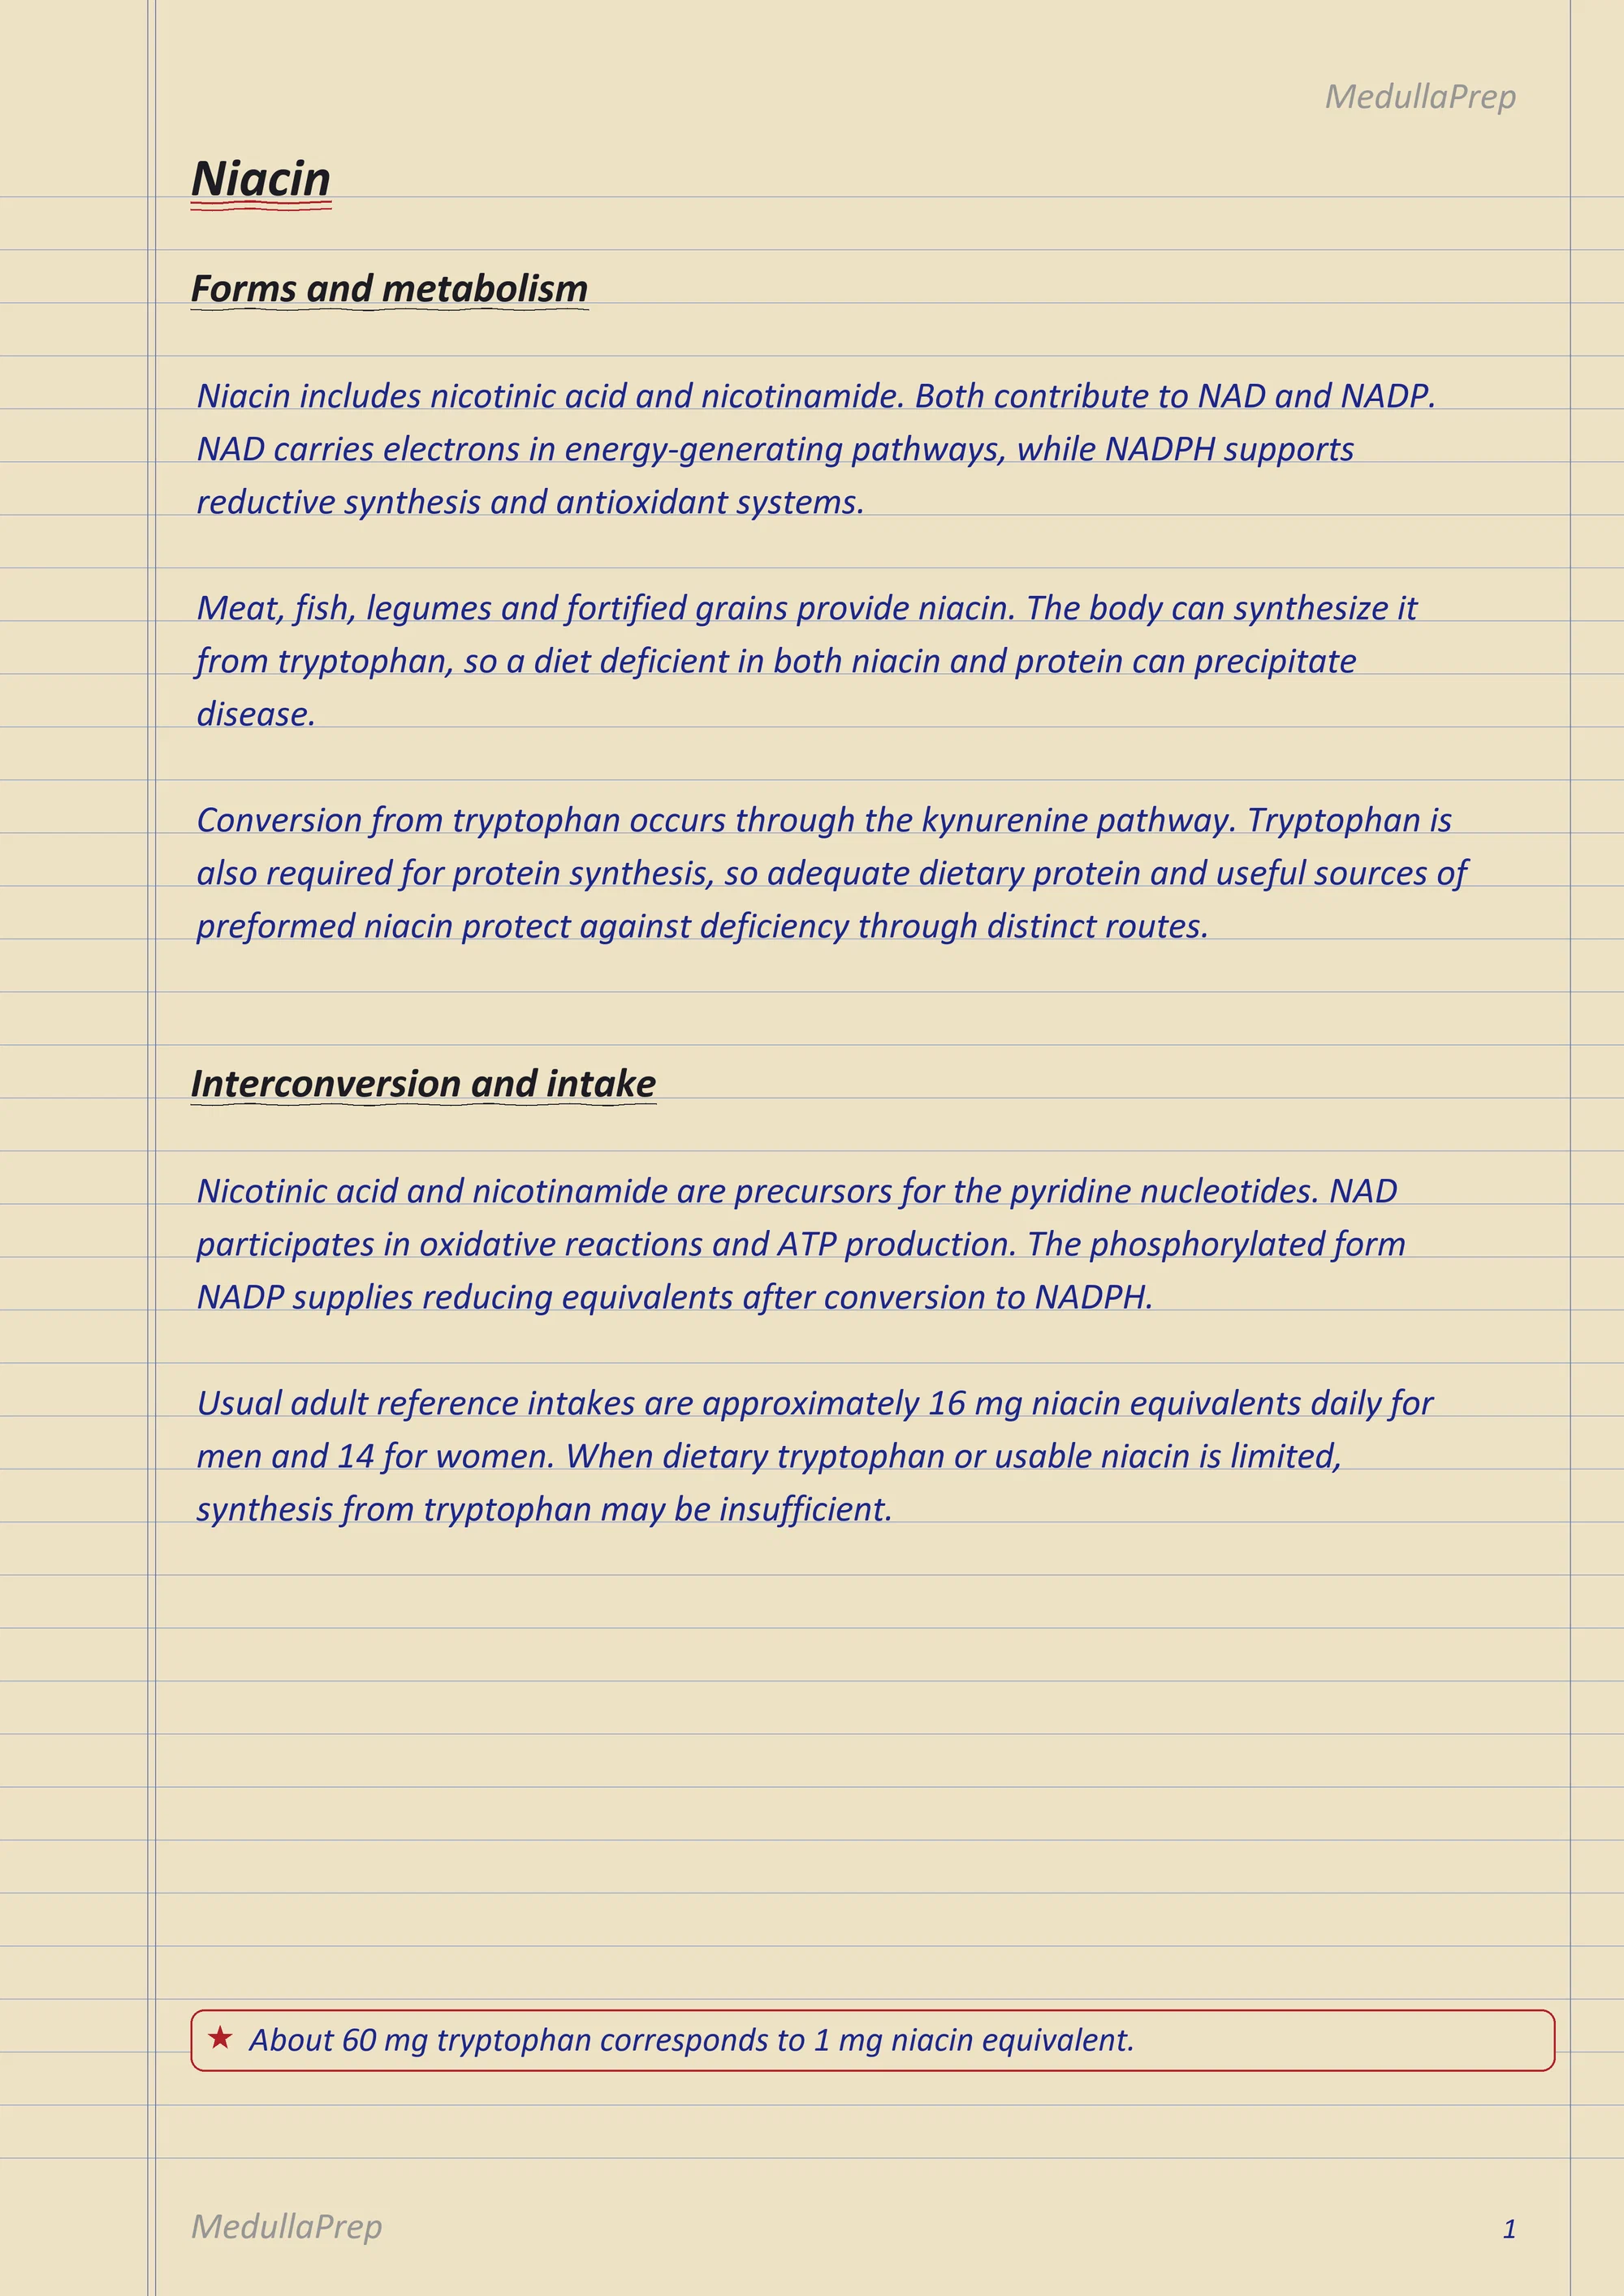 MedullaPrep
Niacin
Forms and metabolism
Niacin includes nicotinic acid and nicotinamide. Both contribute to NAD and NADP.
NAD carries electrons in energy-generating pathways, while NADPH supports
reductive synthesis and antioxidant systems.
Meat, fish, legumes and fortified grains provide niacin. The body can synthesize it
from tryptophan, so a diet deficient in both niacin and protein can precipitate
disease.
Conversion from tryptophan occurs through the kynurenine pathway. Tryptophan is
also required for protein synthesis, so adequate dietary protein and useful sources of
preformed niacin protect against deficiency through distinct routes.
Interconversion and intake
Nicotinic acid and nicotinamide are precursors for the pyridine nucleotides. NAD
participates in oxidative reactions and ATP production. The phosphorylated form
NADP supplies reducing equivalents after conversion to NADPH.
Usual adult reference intakes are approximately 16 mg niacin equivalents daily for
men and 14 for women. When dietary tryptophan or usable niacin is limited,
synthesis from tryptophan may be insufficient.
★ About 60 mg tryptophan corresponds to 1 mg niacin equivalent.
MedullaPrep
1